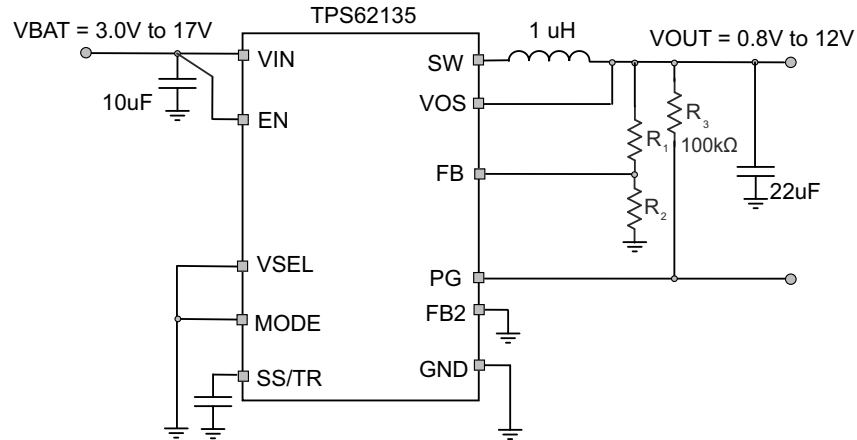 TPS62135
VBAT = 3.0V to 17V
1 uH
VOUT = 0.8V to 12V
VIN
SW
10uF
VOS
EN
R3
R1
100kΩ
FB
22uF
R2
VSEL
PG
MODE
FB2
SS/TR
GND